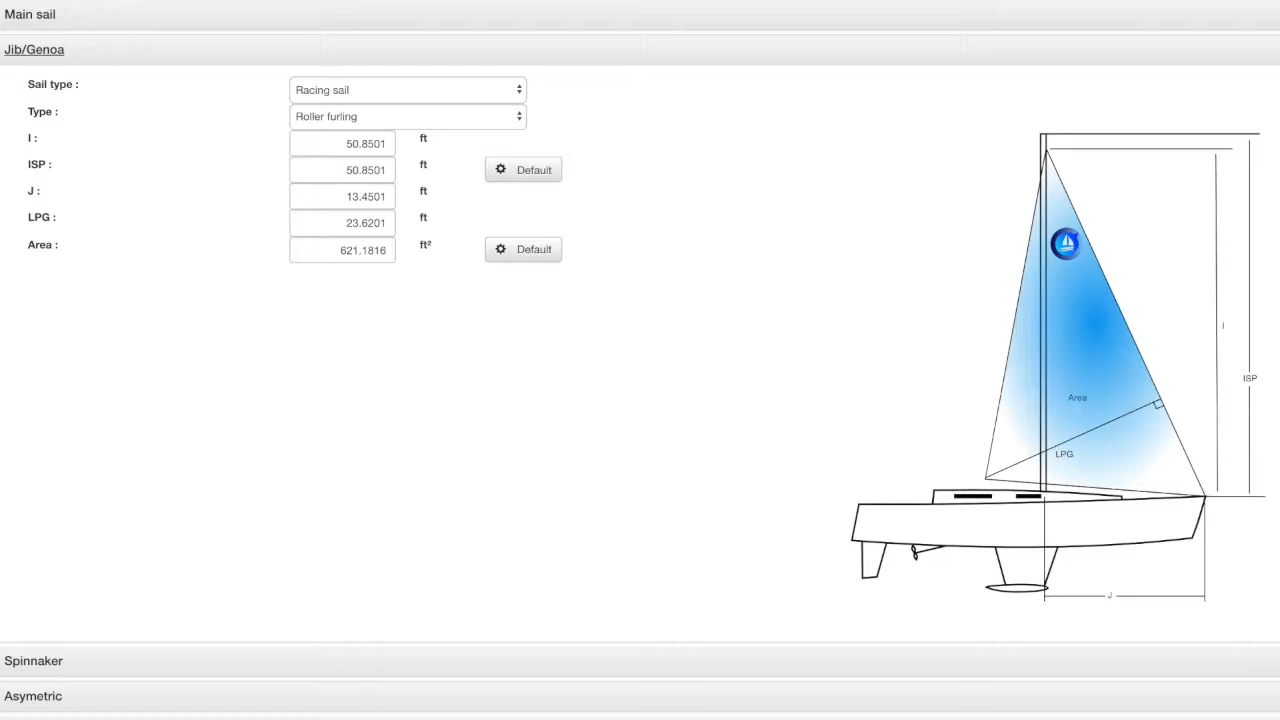 Main sail
Jib/Genoa
Sail type :
Racing sail
Type :
Roller furling
I :
50.8501
ft
ISP :
50.8501
ft
Default
J :
13.4501
ft
LPG :
23.6201
ft
Area :
621.1816
ft²
Default
I
ISP
Area
LPG
J
Spinnaker
Asymetric